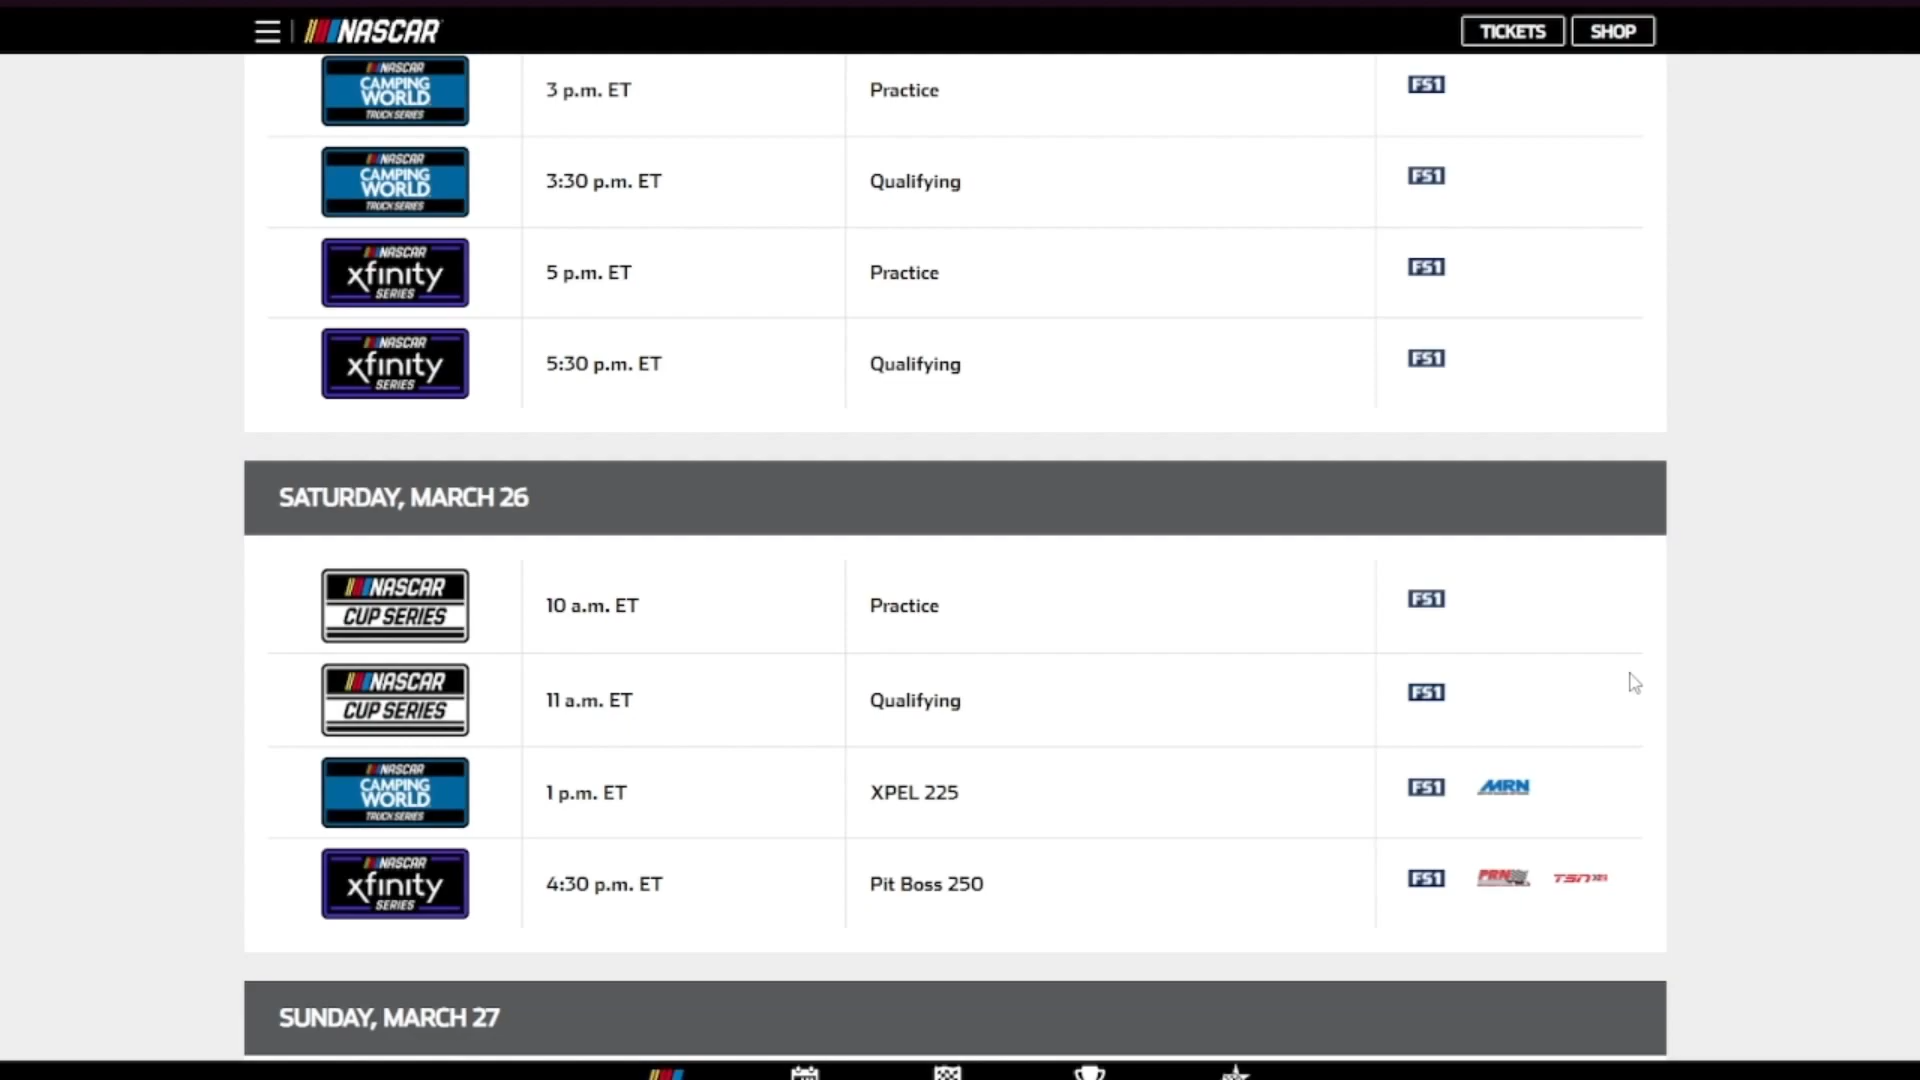 NASCAR TICKETS SHOP
NASCAR
CAMPING
WORLD
TRUCK SERIES
3 p.m. ET Practice FS1
NASCAR
CAMPING
WORLD
TRUCK SERIES
3:30 p.m. ET Qualifying FS1
NASCAR
xfinity
SERIES
5 p.m. ET Practice FS1
NASCAR
xfinity
SERIES
5:30 p.m. ET Qualifying FS1
SATURDAY, MARCH 26
NASCAR
CUP SERIES
10 a.m. ET Practice FS1
NASCAR
CUP SERIES
11 a.m. ET Qualifying FS1
NASCAR
CAMPING
WORLD
TRUCK SERIES
1 p.m. ET XPEL 225 FS1 MRN
NASCAR
xfinity
SERIES
4:30 p.m. ET Pit Boss 250 FS1 PRN TSN
SUNDAY, MARCH 27